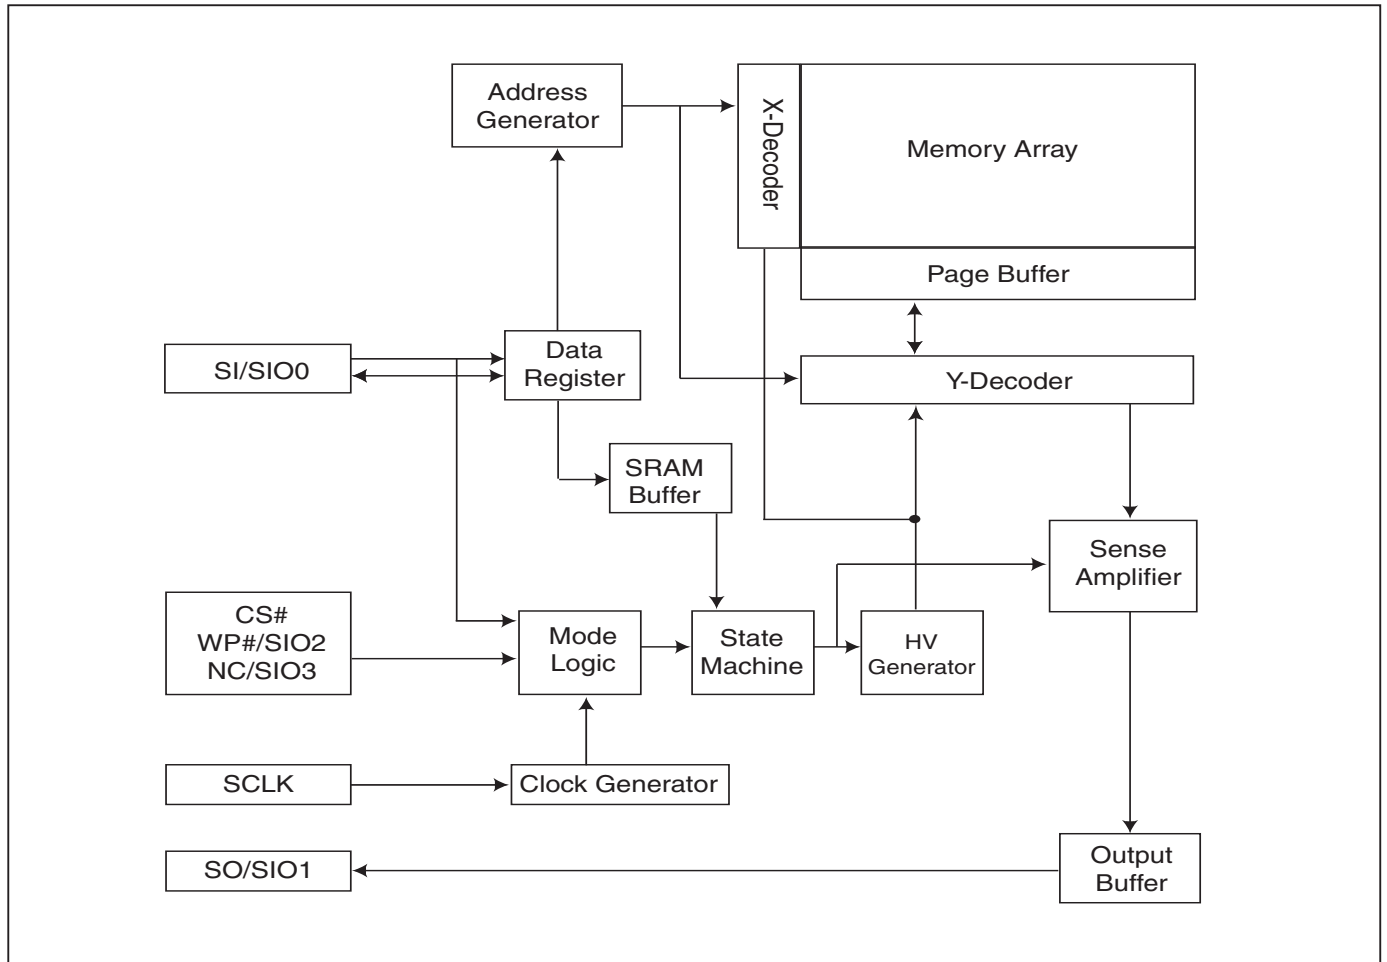 Address
Generator
X-Decoder
Memory Array
Page Buffer
SI/SIO0
Data
Register
Y-Decoder
SRAM
Buffer
Sense
Amplifier
CS#
WP#/SIO2
NC/SIO3
Mode
Logic
State
Machine
HV
Generator
SCLK
Clock Generator
SO/SIO1
Output
Buffer